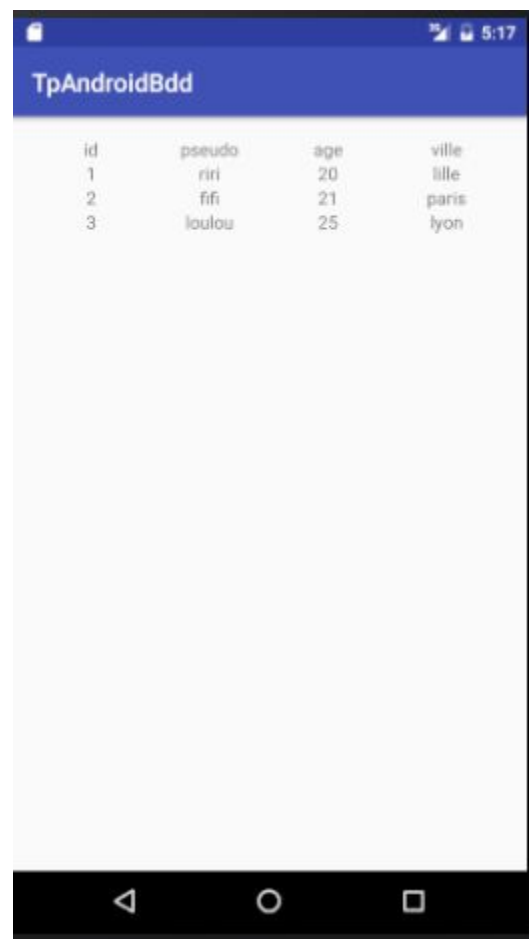 5:17
TpAndroidBdd
id pseudo age ville
1 riri 20 lille
2 fifi 21 paris
3 loulou 25 lyon